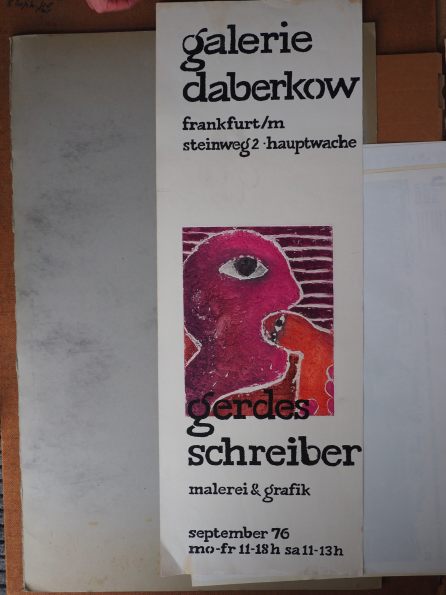 galerie
daberkow
frankfurt/m
steinweg 2 · hauptwache
gerdes
schreiber
malerei & grafik
september 76
mo-fr 11-18h sa 11-13h